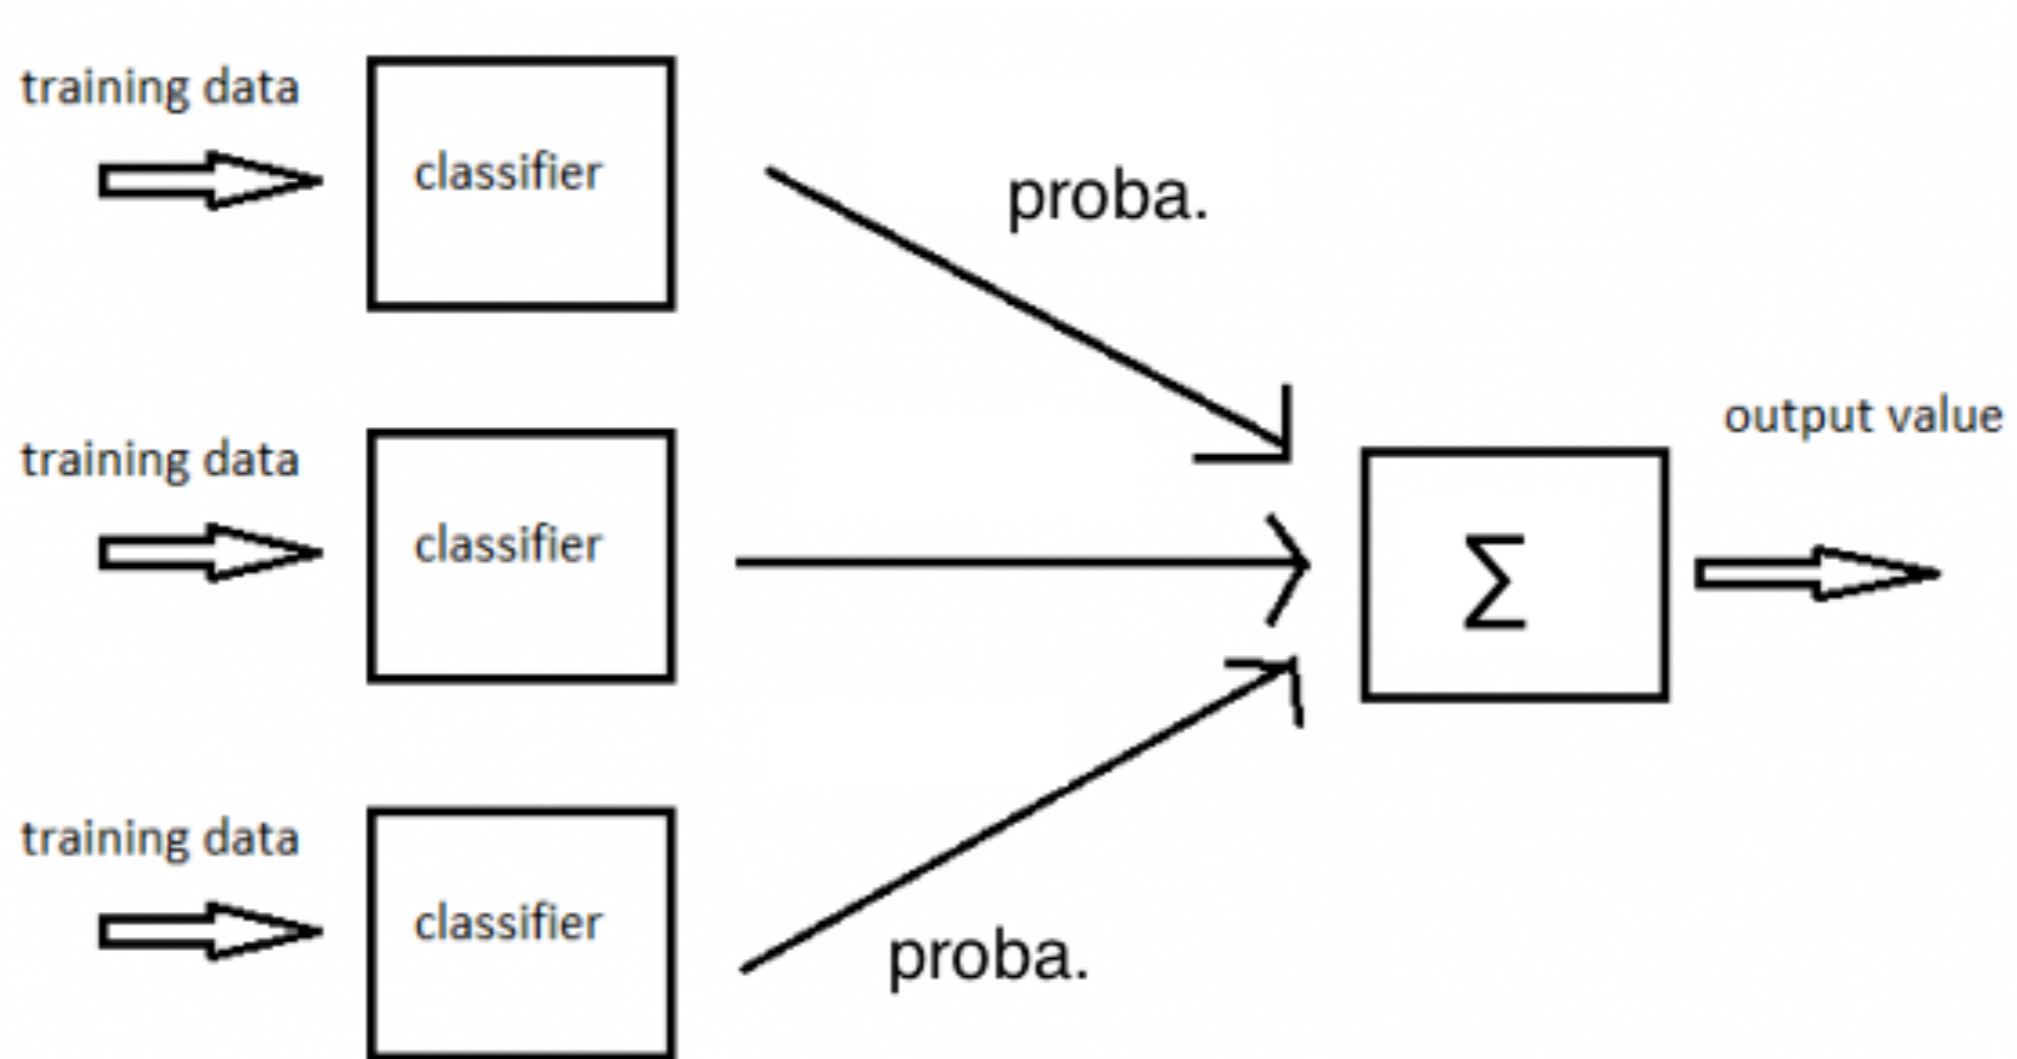 training data
classifier
proba.
training data
classifier
output value
Σ
training data
classifier
proba.